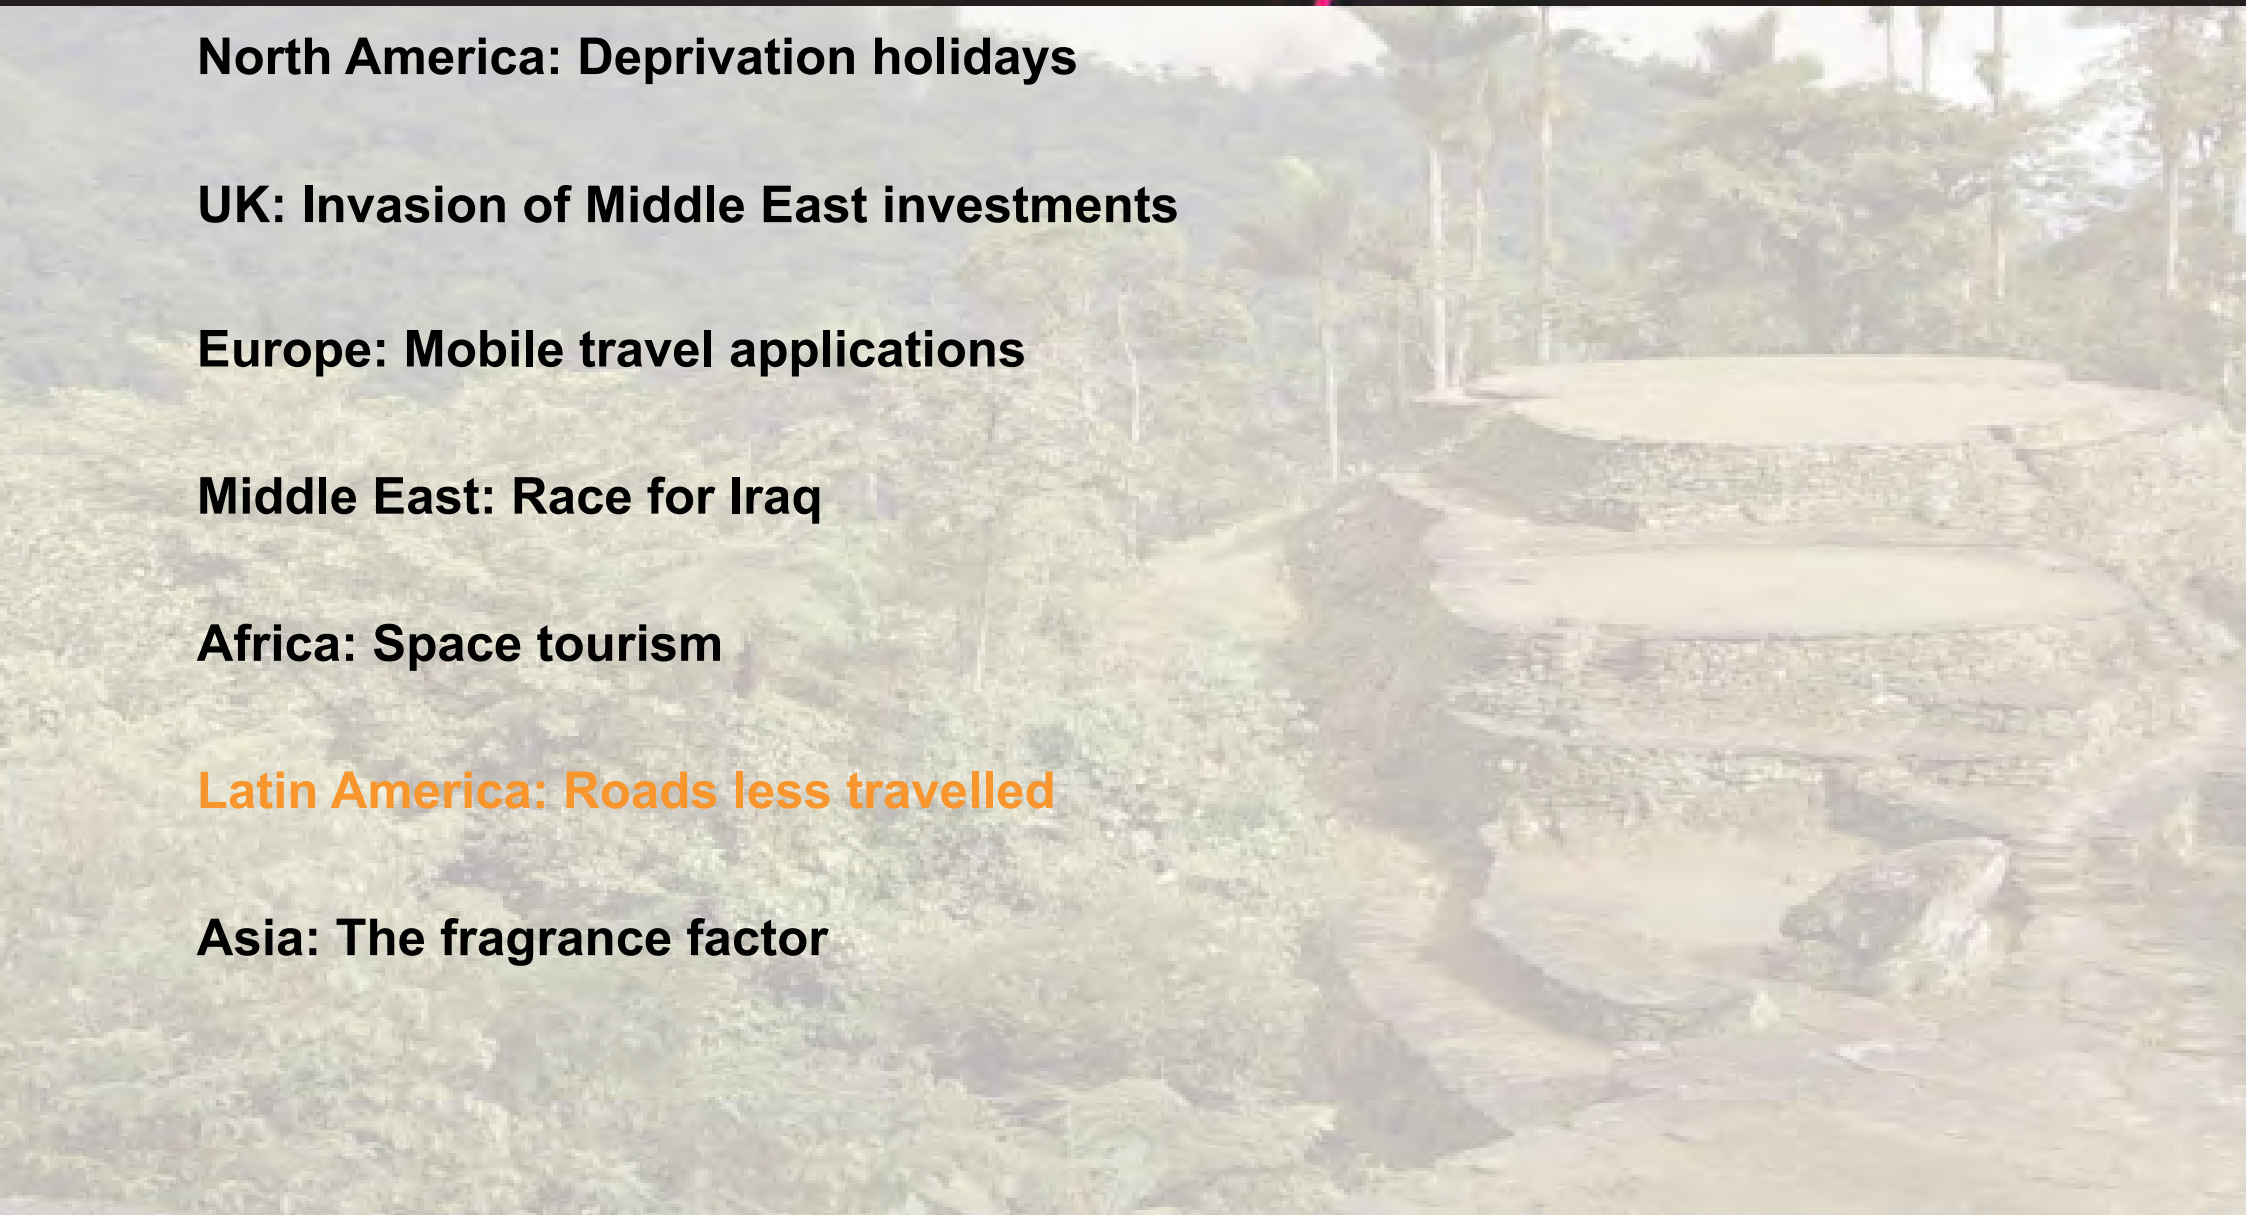 North America: Deprivation holidays
UK: Invasion of Middle East investments
Europe: Mobile travel applications
Middle East: Race for Iraq
Africa: Space tourism
Latin America: Roads less travelled
Asia: The fragrance factor